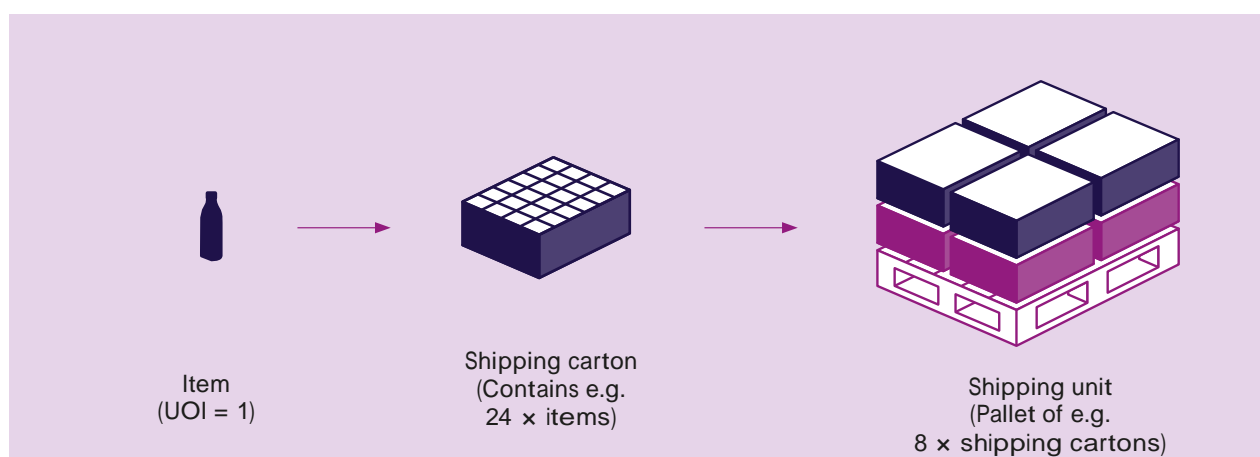 Item
(UOI = 1)
Shipping carton
(Contains e.g.
24 × items)
Shipping unit
(Pallet of e.g.
8 × shipping cartons)